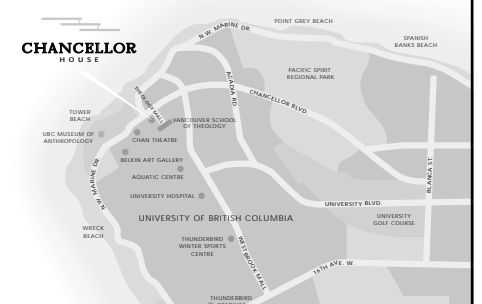 CHANCELLOR
HOUSE
POINT GREY BEACH
N.W. MARINE DR.
SPANISH
BANKS BEACH
PACIFIC SPIRIT
REGIONAL PARK
ACADIA RD
CHANCELLOR BLVD
THEOLOGY MALL
TOWER
BEACH
VANCOUVER SCHOOL
OF THEOLOGY
UBC MUSEUM OF
ANTHROPOLOGY
CHAN THEATRE
BELKIN ART GALLERY
AQUATIC CENTRE
N.W. MARINE DR.
BLANCA ST.
UNIVERSITY HOSPITAL
UNIVERSITY BLVD.
UNIVERSITY OF BRITISH COLUMBIA
UNIVERSITY
GOLF COURSE
WRECK
BEACH
THUNDERBIRD
WINTER SPORTS
CENTRE
WESTBROOK MALL
16TH AVE. W.
THUNDERBIRD